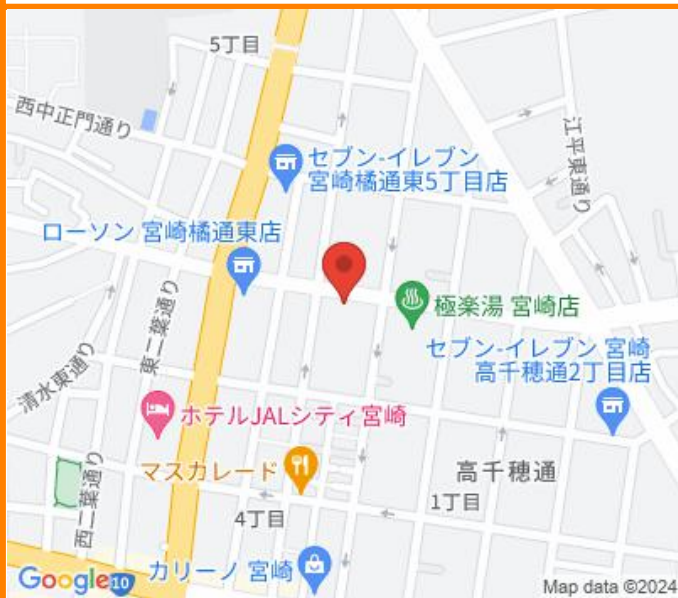 5丁目
西中正門通り
江平東通り
セブン-イレブン
宮崎橘通東5丁目店
ローソン 宮崎橘通東店
東二葉通り
極楽湯 宮崎店
セブン-イレブン 宮崎
高千穂通2丁目店
清水東通り
ホテルJALシティ宮崎
マスカレード
高千穂通
西二葉通り
1丁目
4丁目
カリーノ 宮崎
Google
10
Map data ©2024